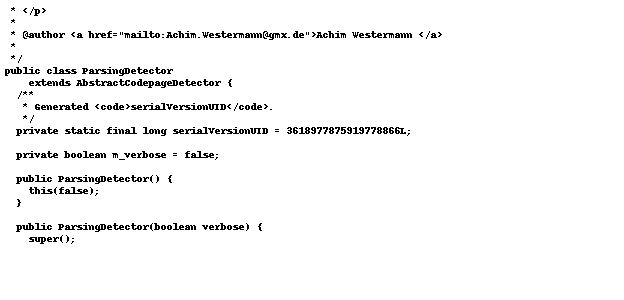 * </p>
 *
 * @author <a href="mailto:Achim.Westermann@gmx.de">Achim Westermann </a>
 *
 */
public class ParsingDetector
    extends AbstractCodepageDetector {
  /**
   * Generated <code>serialVersionUID</code>.
   */
  private static final long serialVersionUID = 3618977875919778866L;

  private boolean m_verbose = false;

  public ParsingDetector() {
    this(false);
  }

  public ParsingDetector(boolean verbose) {
    super();